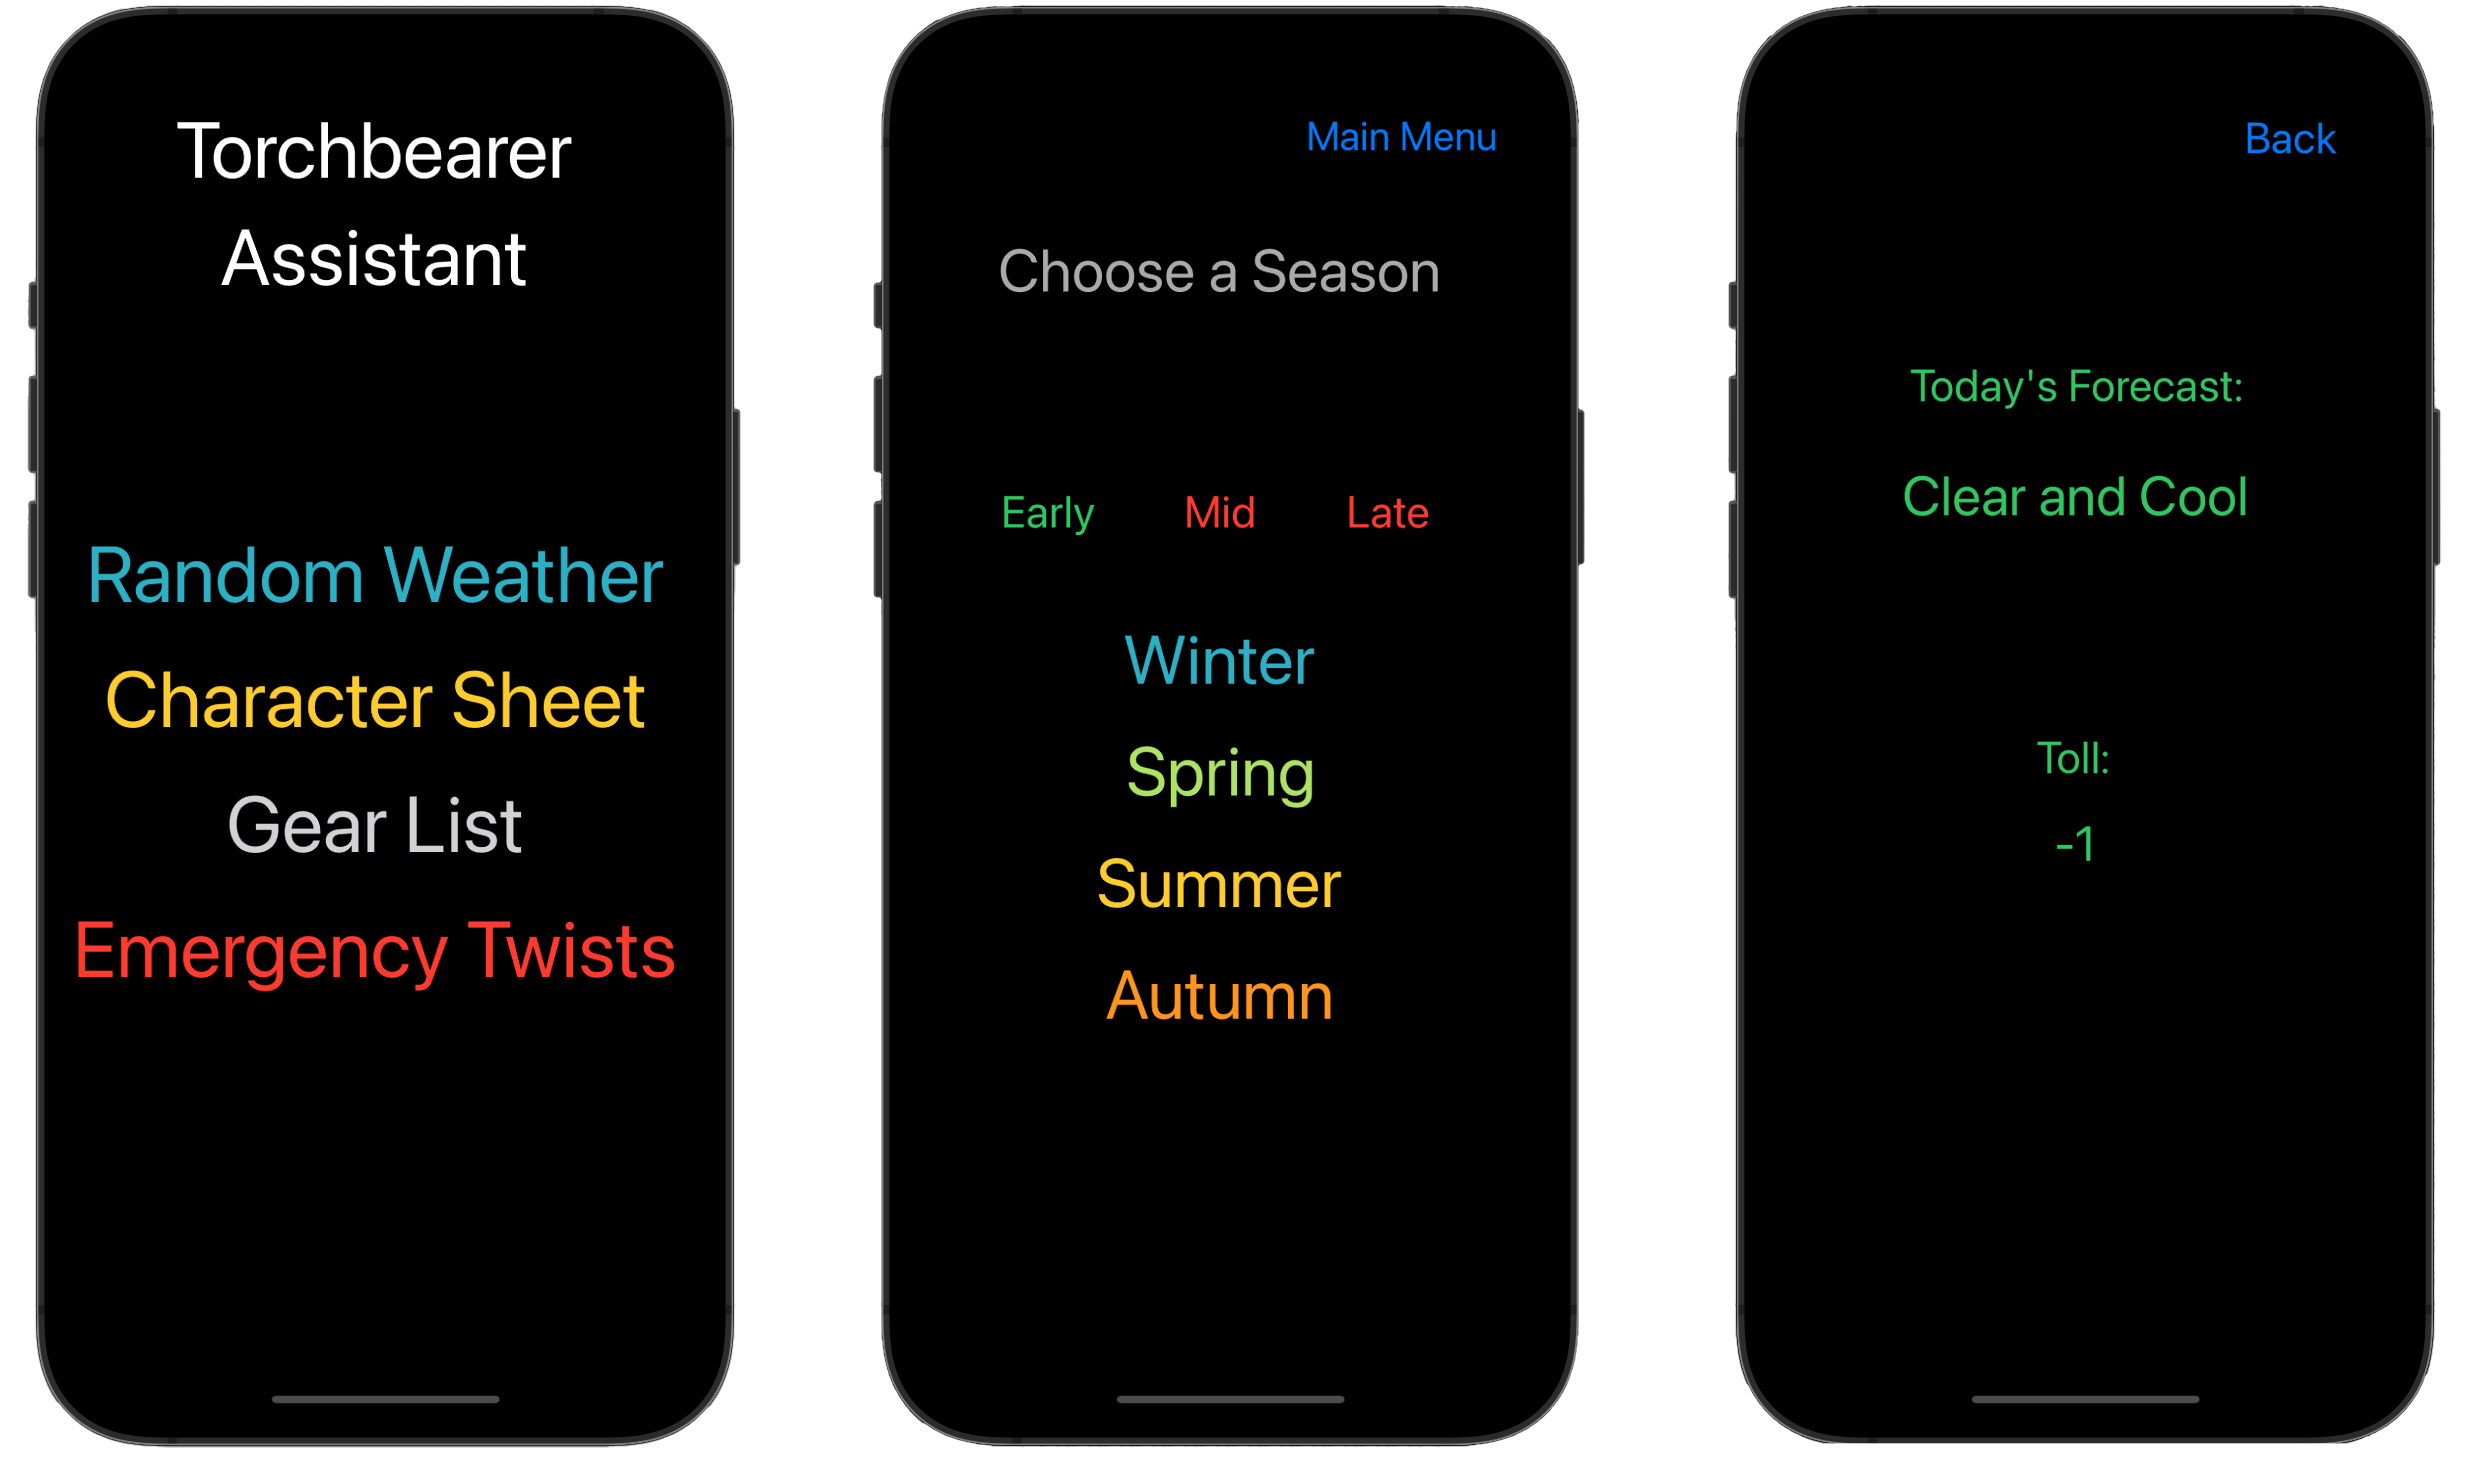 Torchbearer
Assistant
Random Weather
Character Sheet
Gear List
Emergency Twists
Main Menu
Choose a Season
Early Mid Late
Winter
Spring
Summer
Autumn
Back
Today's Forecast:
Clear and Cool
Toll:
-1